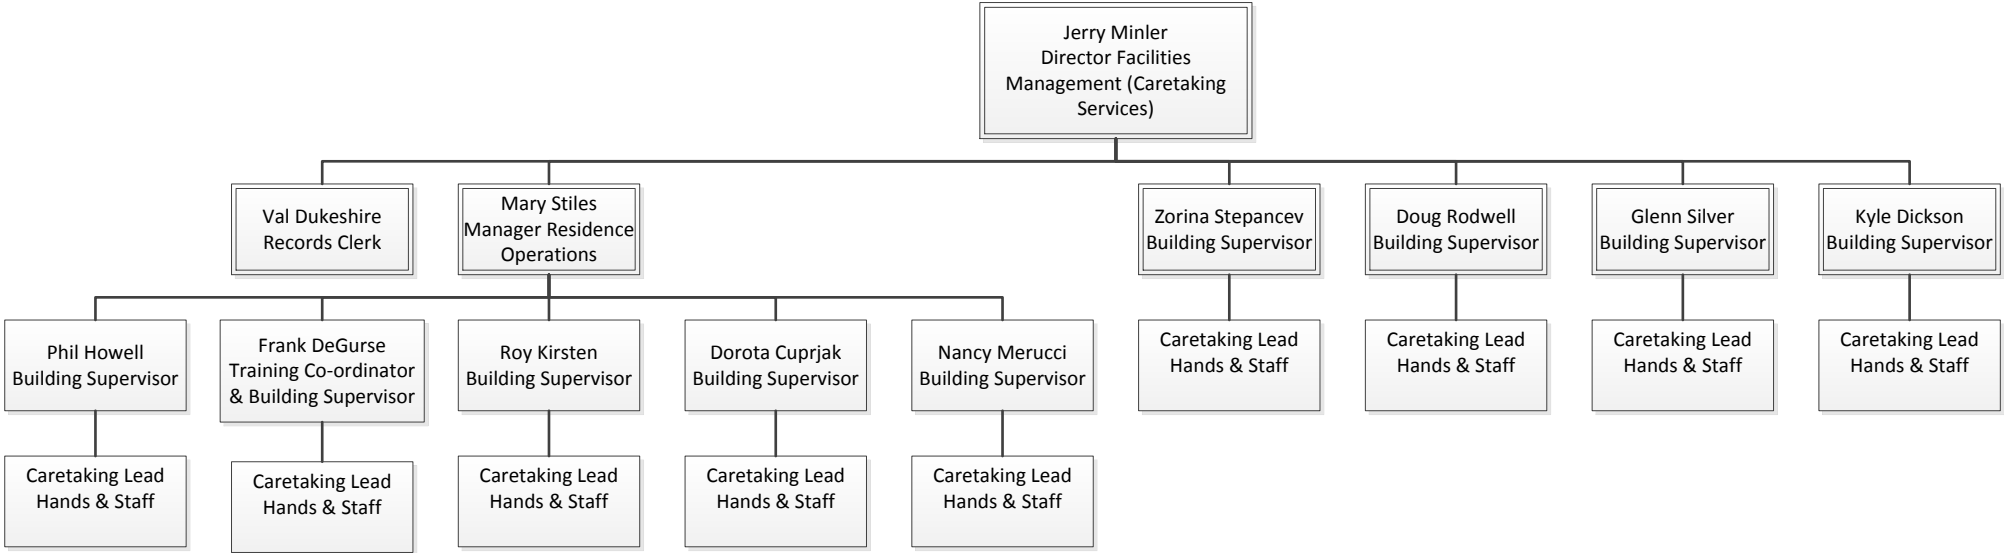 Jerry Minler
Director Facilities
Management (Caretaking
Services)
Val Dukeshire
Records Clerk
Mary Stiles
Manager Residence
Operations
Zorina Stepancev
Building Supervisor
Doug Rodwell
Building Supervisor
Glenn Silver
Building Supervisor
Kyle Dickson
Building Supervisor
Phil Howell
Building Supervisor
Frank DeGurse
Training Co-ordinator
& Building Supervisor
Roy Kirsten
Building Supervisor
Dorota Cuprjak
Building Supervisor
Nancy Merucci
Building Supervisor
Caretaking Lead
Hands & Staff
Caretaking Lead
Hands & Staff
Caretaking Lead
Hands & Staff
Caretaking Lead
Hands & Staff
Caretaking Lead
Hands & Staff
Caretaking Lead
Hands & Staff
Caretaking Lead
Hands & Staff
Caretaking Lead
Hands & Staff
Caretaking Lead
Hands & Staff